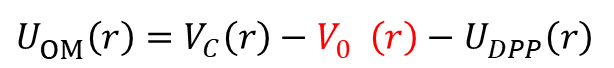 U_OM(r) = V_C(r) − V_0 (r) − U_DPP(r)